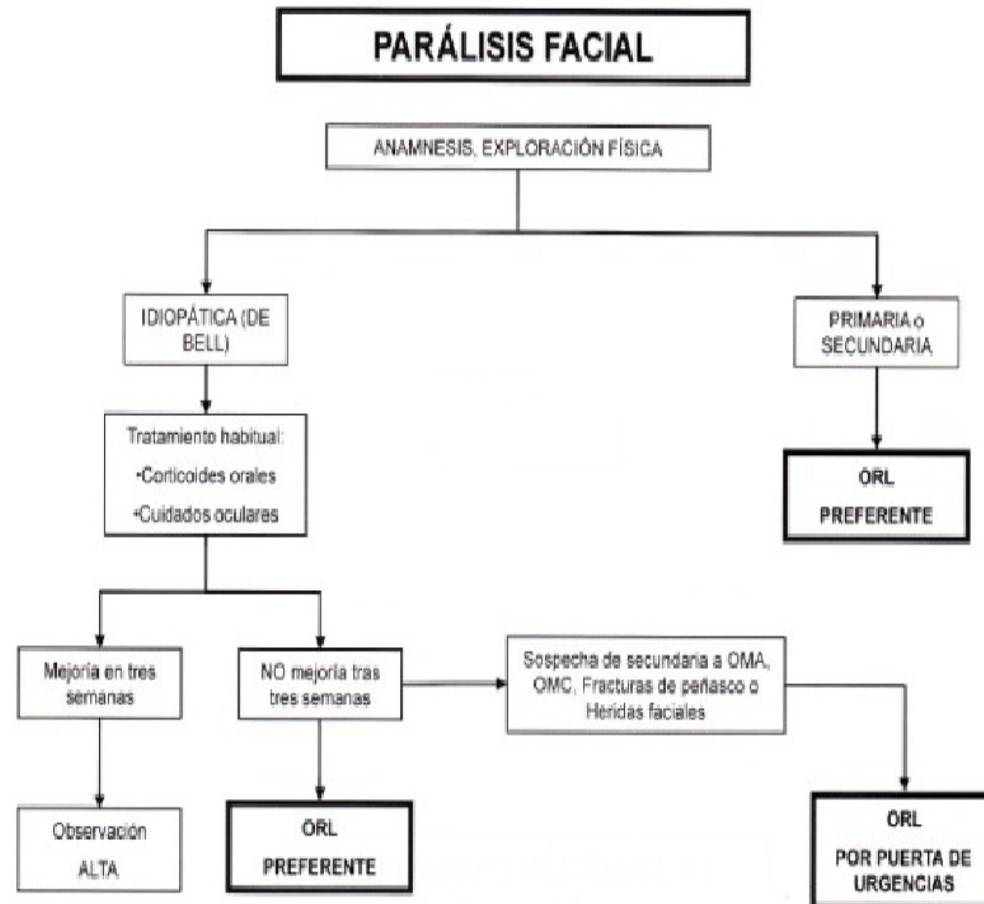 PARÁLISIS FACIAL
ANAMNESIS, EXPLORACIÓN FÍSICA
IDIOPÁTICA (DE
BELL)
PRIMARIA o
SECUNDARIA
Tratamiento habitual:
•Corticoides orales
•Cuidados oculares
ORL
PREFERENTE
Mejoría en tres
semanas
NO mejoría tras
tres semanas
Sospecha de secundaria a OMA,
OMC, Fracturas de peñasco o
Heridas faciales
Observación
ALTA
ORL
PREFERENTE
ORL
POR PUERTA DE
URGENCIAS